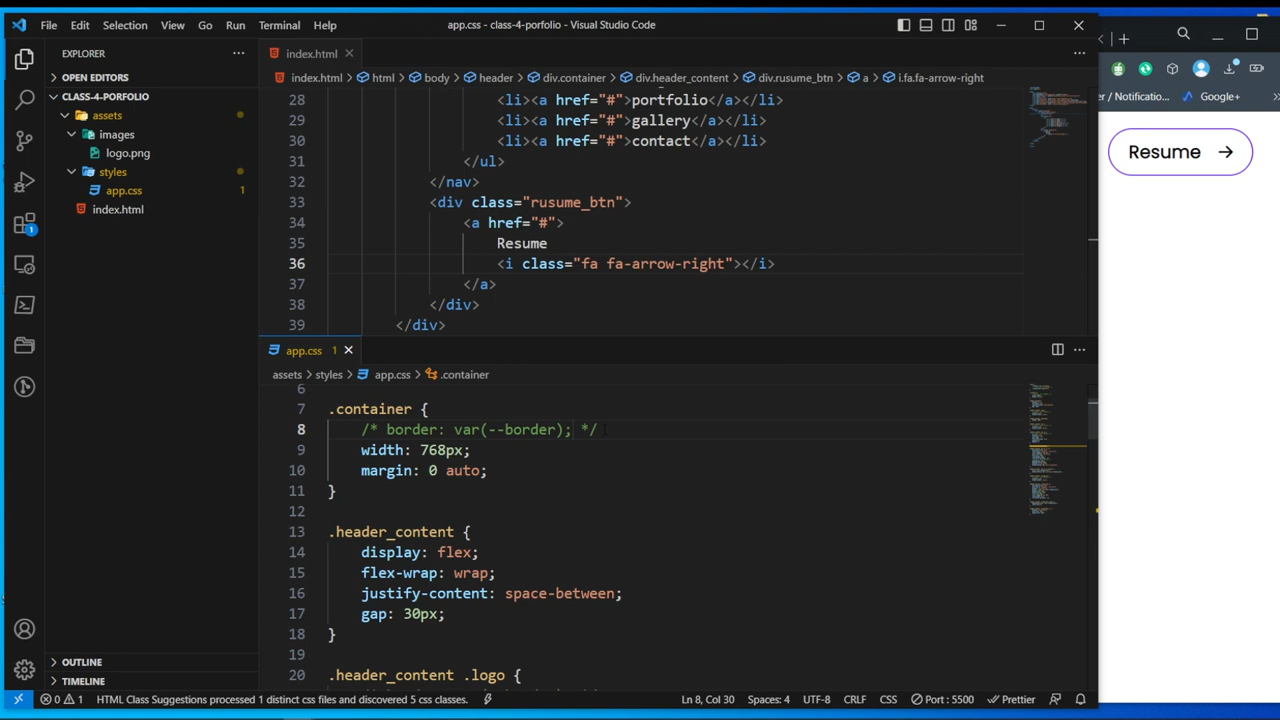 File Edit Selection View Go Run Terminal Help
app.css - class-4-porfolio - Visual Studio Code
EXPLORER
OPEN EDITORS
CLASS-4-PORFOLIO
assets
images
logo.png
styles
app.css 1
index.html
OUTLINE
TIMELINE
index.html
index.html > html > body > header > div.container > div.header_content > div.rusume_btn > a > i.fa.fa-arrow-right
28 <li><a href="#">portfolio</a></li>
29 <li><a href="#">gallery</a></li>
30 <li><a href="#">contact</a></li>
31 </ul>
32 </nav>
33 <div class="rusume_btn">
34 <a href="#">
35 Resume
36 <i class="fa fa-arrow-right"></i>
37 </a>
38 </div>
39 </div>
app.css 1
assets > styles > app.css > .container
6
7 .container {
8 /* border: var(--border); */
9 width: 768px;
10 margin: 0 auto;
11 }
12
13 .header_content {
14 display: flex;
15 flex-wrap: wrap;
16 justify-content: space-between;
17 gap: 30px;
18 }
19
20 .header_content .logo {
0 1 HTML Class Suggestions processed 1 distinct css files and discovered 5 css classes. Ln 8, Col 30 Spaces: 4 UTF-8 CRLF CSS Port : 5500 Prettier
1
er / Notificatio... Google+
Resume →